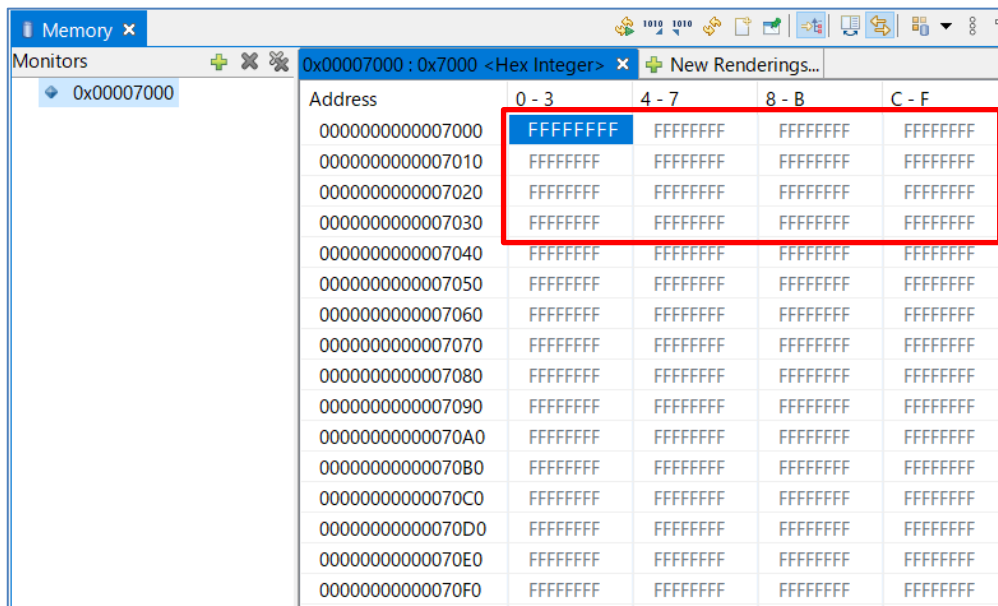 Memory ×
1010 1010
Monitors
0x00007000 : 0x7000 <Hex Integer> × New Renderings...
0x00007000
Address 0 - 3 4 - 7 8 - B C - F
0000000000007000 FFFFFFFF FFFFFFFF FFFFFFFF FFFFFFFF
0000000000007010 FFFFFFFF FFFFFFFF FFFFFFFF FFFFFFFF
0000000000007020 FFFFFFFF FFFFFFFF FFFFFFFF FFFFFFFF
0000000000007030 FFFFFFFF FFFFFFFF FFFFFFFF FFFFFFFF
0000000000007040 FFFFFFFF FFFFFFFF FFFFFFFF FFFFFFFF
0000000000007050 FFFFFFFF FFFFFFFF FFFFFFFF FFFFFFFF
0000000000007060 FFFFFFFF FFFFFFFF FFFFFFFF FFFFFFFF
0000000000007070 FFFFFFFF FFFFFFFF FFFFFFFF FFFFFFFF
0000000000007080 FFFFFFFF FFFFFFFF FFFFFFFF FFFFFFFF
0000000000007090 FFFFFFFF FFFFFFFF FFFFFFFF FFFFFFFF
00000000000070A0 FFFFFFFF FFFFFFFF FFFFFFFF FFFFFFFF
00000000000070B0 FFFFFFFF FFFFFFFF FFFFFFFF FFFFFFFF
00000000000070C0 FFFFFFFF FFFFFFFF FFFFFFFF FFFFFFFF
00000000000070D0 FFFFFFFF FFFFFFFF FFFFFFFF FFFFFFFF
00000000000070E0 FFFFFFFF FFFFFFFF FFFFFFFF FFFFFFFF
00000000000070F0 FFFFFFFF FFFFFFFF FFFFFFFF FFFFFFFF